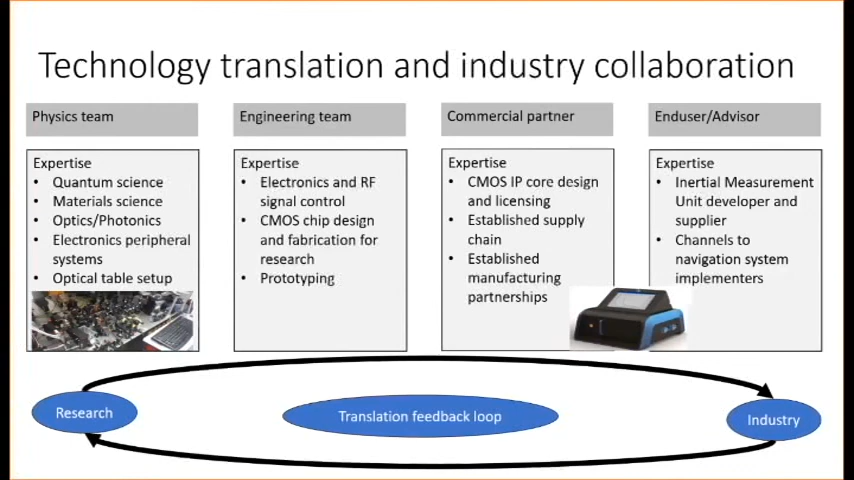 Technology translation and industry collaboration
Physics team
Expertise
• Quantum science
• Materials science
• Optics/Photonics
• Electronics peripheral
systems
• Optical table setup
Engineering team
Expertise
• Electronics and RF
signal control
• CMOS chip design
and fabrication for
research
• Prototyping
Commercial partner
Expertise
• CMOS IP core design
and licensing
• Established supply
chain
• Established
manufacturing
partnerships
Enduser/Advisor
Expertise
• Inertial Measurement
Unit developer and
supplier
• Channels to
navigation system
implementers
Research
Translation feedback loop
Industry